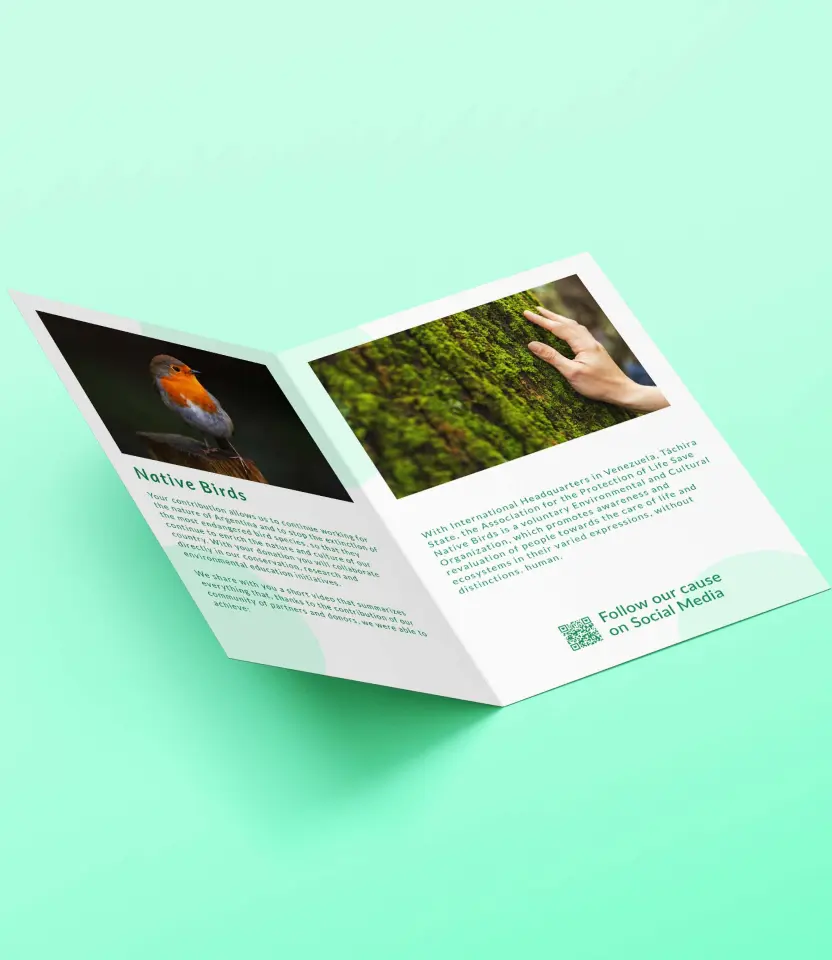 Native Birds
Your contribution allows us to continue working for
the nature of Argentina and to stop the extinction of
the most endangered bird species, so that they
continue to enrich the nature and culture of our
country. With your donation you will collaborate
directly in our conservation, research and
environmental education initiatives.
We share with you a short video that summarizes
everything that, thanks to the contribution of our
community of partners and donors, we were able to
achieve:
With International Headquarters in Venezuela, Táchira
State, the Association for the Protection of Life Save
Native Birds is a voluntary Environmental and Cultural
Organization, which promotes awareness and
revaluation of people towards the care of life and
ecosystems in their varied expressions, without
distinctions, human.
Follow our cause
on Social Media